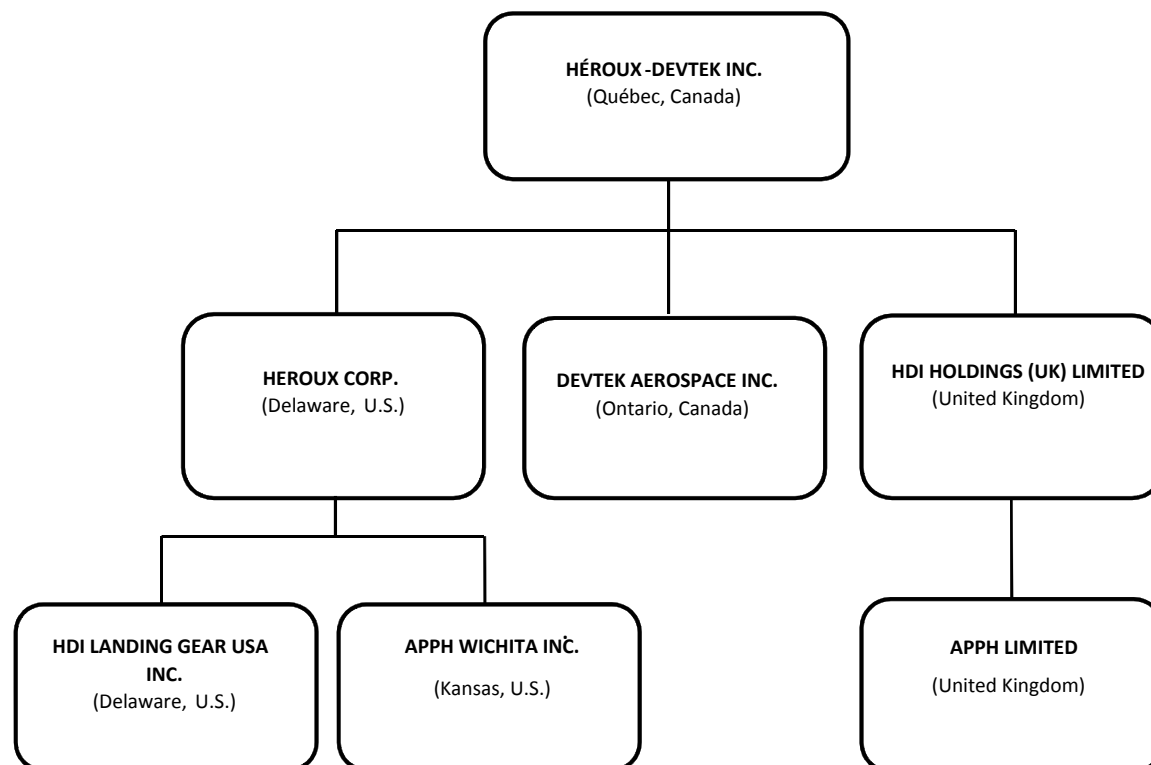 HÉROUX-DEVTEK INC.
(Québec, Canada)
HEROUX CORP.
(Delaware, U.S.)
DEVTEK AEROSPACE INC.
(Ontario, Canada)
HDI HOLDINGS (UK) LIMITED
(United Kingdom)
HDI LANDING GEAR USA
INC.
(Delaware, U.S.)
APPH WICHITA INC.
(Kansas, U.S.)
APPH LIMITED
(United Kingdom)